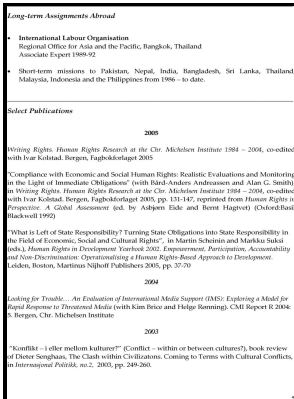 Long-term Assignments Abroad
• International Labour Organisation
Regional Office for Asia and the Pacific, Bangkok, Thailand
Associate Expert 1989-92
• Short-term missions to Pakistan, Nepal, India, Bangladesh, Sri Lanka, Thailand,
Malaysia, Indonesia and the Philippines from 1986 – to date.
Select Publications
2005
Writing Rights. Human Rights Research at the Chr. Michelsen Institute 1984 – 2004, co-edited
with Ivar Kolstad. Bergen, Fagbokforlaget 2005
"Compliance with Economic and Social Human Rights: Realistic Evaluations and Monitoring
in the Light of Immediate Obligations" (with Bård-Anders Andreassen and Alan G. Smith)
in Writing Rights. Human Rights Research at the Chr. Michelsen Institute 1984 – 2004, co-edited
with Ivar Kolstad. Bergen, Fagbokforlaget 2005, pp. 131-147, reprinted from Human Rights in
Perspective. A Global Assessment (ed. by Asbjørn Eide and Bernt Hagtvet) (Oxford:Basil
Blackwell 1992)
"What is Left of State Responsibility? Turning State Obligations into State Responsibility in
the Field of Economic, Social and Cultural Rights", in Martin Scheinin and Markku Suksi
(eds.), Human Rights in Development Yearbook 2002. Empowerment, Participation, Accountability
and Non-Discrimination: Operationalising a Human Rights-Based Approach to Development.
Leiden, Boston, Martinus Nijhoff Publishers 2005, pp. 37-70
2004
Looking for Trouble… An Evaluation of International Media Support (IMS): Exploring a Model for
Rapid Response to Threatened Media (with Kim Brice and Helge Rønning). CMI Report R 2004:
5. Bergen, Chr. Michelsen Institute
2003
"Konflikt – i eller mellom kulturer?" (Conflict – within or between cultures?), book review
of Dieter Senghaas, The Clash within Civilizatons. Coming to Terms with Cultural Conflicts,
in Internasjonal Politikk, no.2, 2003, pp. 249-260.